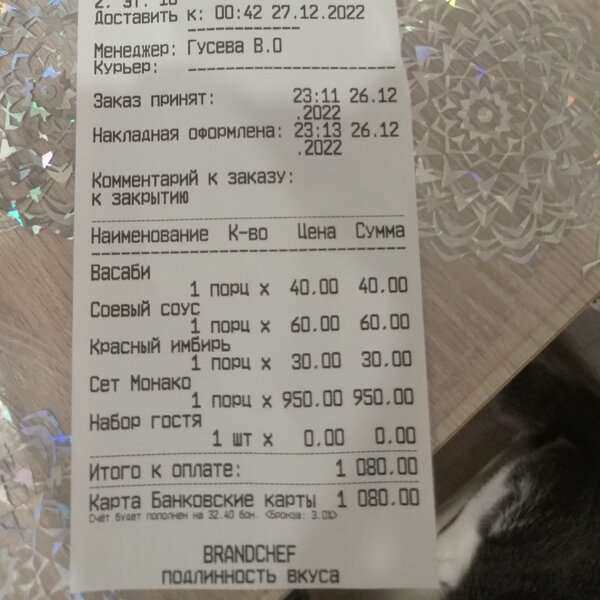 2. эт. 10
Доставить к: 00:42 27.12.2022
Менеджер: Гусева В.О
Курьер:
Заказ принят: 23:11 26.12
.2022
Накладная оформлена: 23:13 26.12
.2022
Комментарий к заказу:
к закрытию
Наименование К-во Цена Сумма
Васаби
1 порц х 40.00 40.00
Соевый соус
1 порц х 60.00 60.00
Красный имбирь
1 порц х 30.00 30.00
Сет Монако
1 порц х 950.00 950.00
Набор гостя
1 шт х 0.00 0.00
Итого к оплате: 1 080.00
Карта Банковские карты 1 080.00
Счёт будет пополнен на 32.40 бон. <Бронза: 3.0%>
BRANDCHEF
ПОДЛИННОСТЬ ВКУСА